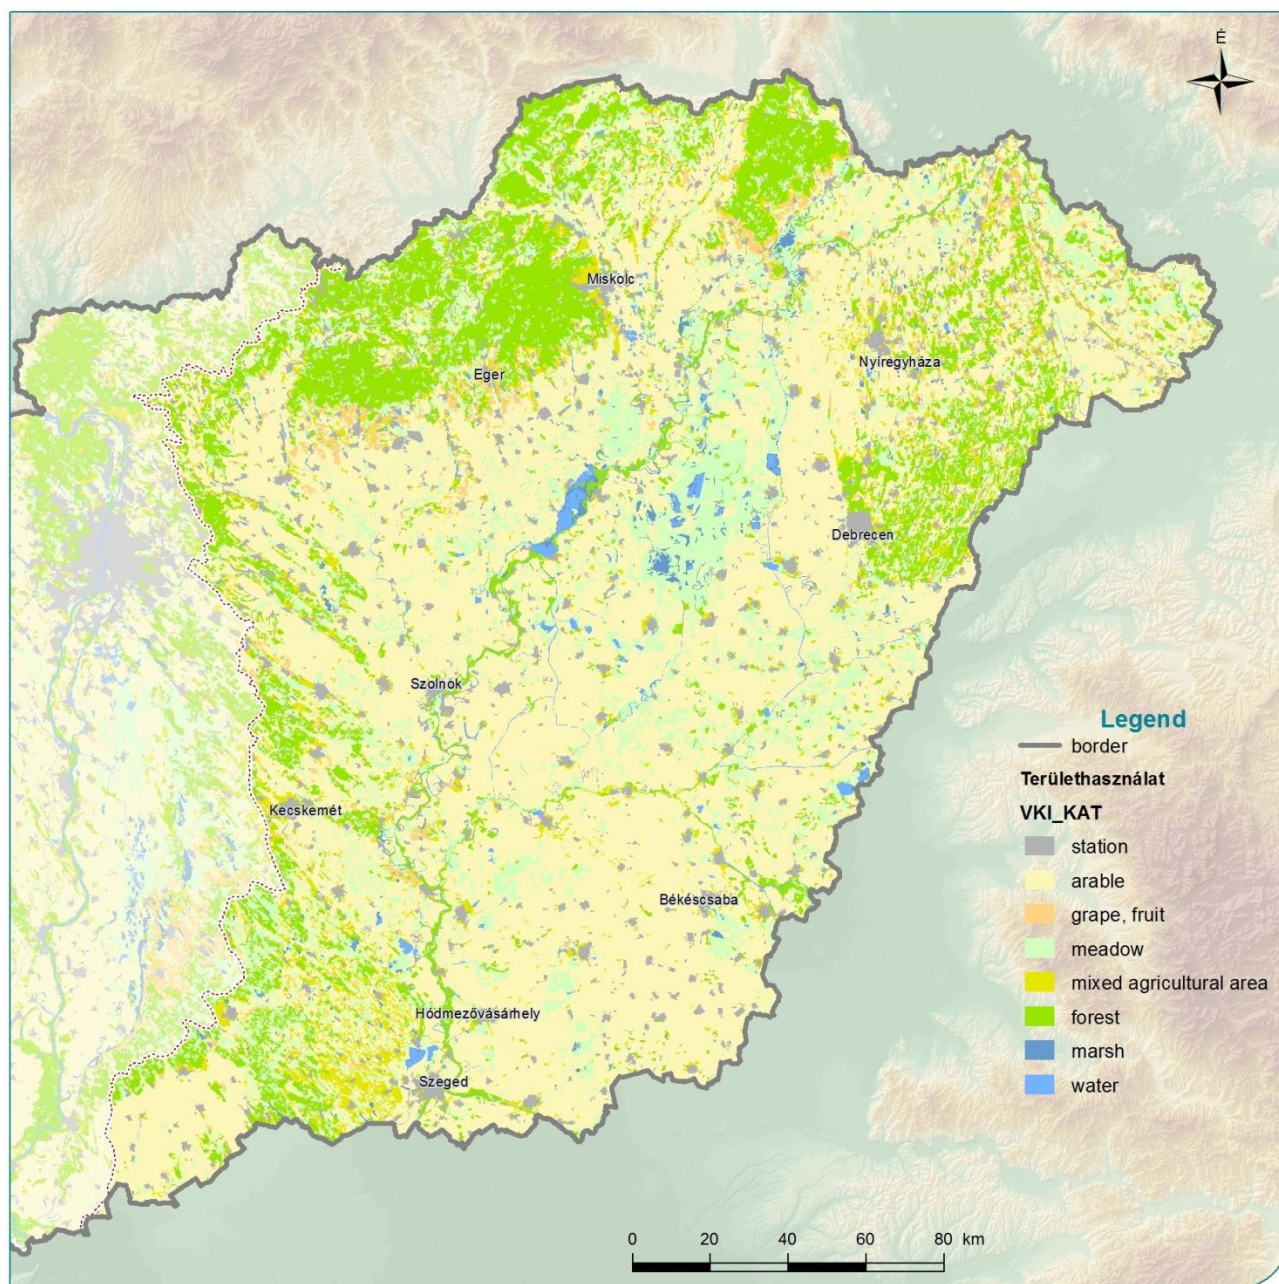 É
Miskolc
Nyíregyháza
Eger
Debrecen
Szolnok
Legend
border
Területhasználat
VKI_KAT
station
arable
grape, fruit
meadow
mixed agricultural area
forest
marsh
water
Kecskemét
Békéscsaba
Hódmezővásárhely
Szeged
0 20 40 60 80 km